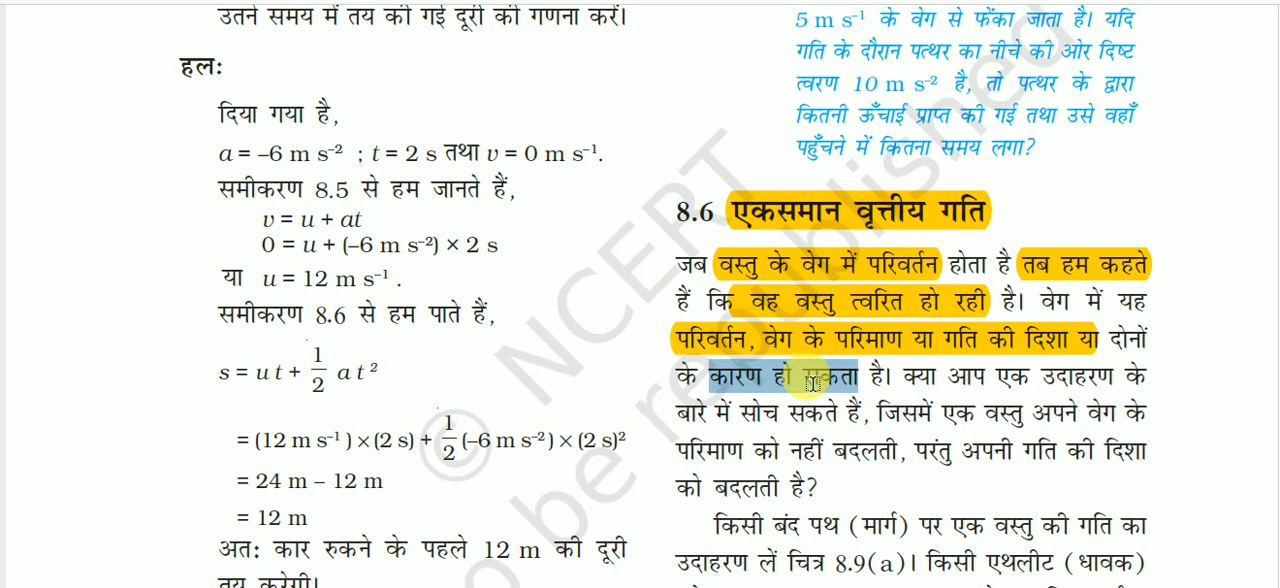 उतने समय में तय की गई दूरी की गणना करें।
हल:
दिया गया है,
a = –6 m s⁻² ; t = 2 s तथा v = 0 m s⁻¹.
समीकरण 8.5 से हम जानते हैं,
v = u + at
0 = u + (–6 m s⁻²) × 2 s
या u = 12 m s⁻¹ .
समीकरण 8.6 से हम पाते हैं,
s = u t + 1/2 a t ²
= (12 m s⁻¹ ) × (2 s) + 1/2 (–6 m s⁻²) × (2 s)²
= 24 m – 12 m
= 12 m
अत: कार रुकने के पहले 12 m की दूरी
तय करेगी।
5 m s⁻¹ के वेग से फेंका जाता है। यदि
गति के दौरान पत्थर का नीचे की ओर दिष्ट
त्वरण 10 m s⁻² है, तो पत्थर के द्वारा
कितनी ऊँचाई प्राप्त की गई तथा उसे वहाँ
पहुँचने में कितना समय लगा?
8.6 एकसमान वृत्तीय गति
जब वस्तु के वेग में परिवर्तन होता है तब हम कहते
हैं कि वह वस्तु त्वरित हो रही है। वेग में यह
परिवर्तन, वेग के परिमाण या गति की दिशा या दोनों
के कारण हो सकता है। क्या आप एक उदाहरण के
बारे में सोच सकते हैं, जिसमें एक वस्तु अपने वेग के
परिमाण को नहीं बदलती, परंतु अपनी गति की दिशा
को बदलती है?
किसी बंद पथ (मार्ग) पर एक वस्तु की गति का
उदाहरण लें चित्र 8.9(a)। किसी एथलीट (धावक)
© NCERT
o be republished